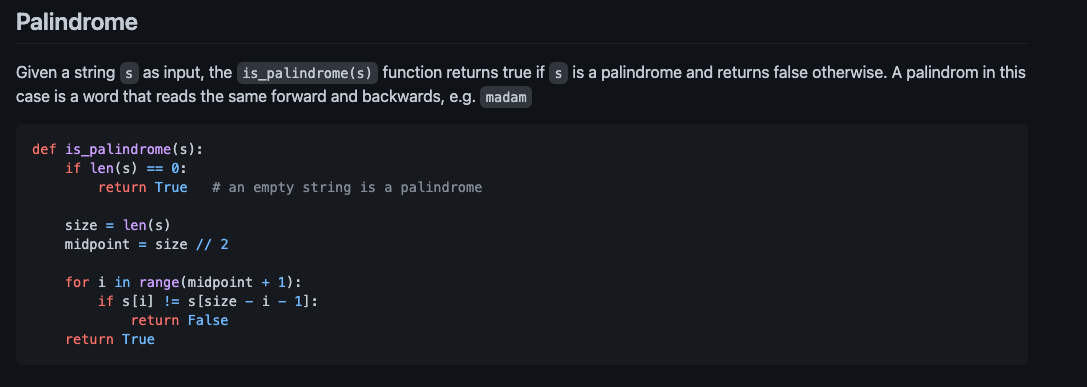 Palindrome
Given a string s as input, the is_palindrome(s) function returns true if s is a palindrome and returns false otherwise. A palindrom in this
case is a word that reads the same forward and backwards, e.g. madam
def is_palindrome(s):
    if len(s) == 0:
        return True   # an empty string is a palindrome
    size = len(s)
    midpoint = size // 2
    for i in range(midpoint + 1):
        if s[i] != s[size - i - 1]:
            return False
    return True